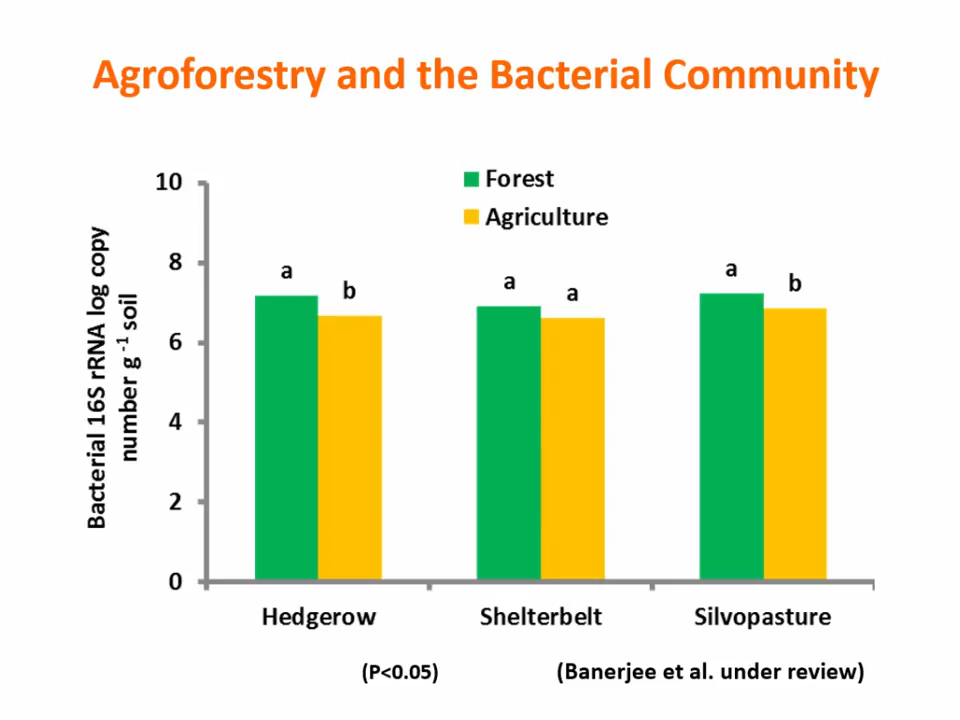 Agroforestry and the Bacterial Community
Forest
Agriculture
Bacterial 16S rRNA log copy
number g⁻¹ soil
10
8
6
4
2
0
a
b
a
a
a
b
Hedgerow
Shelterbelt
Silvopasture
(P<0.05)
(Banerjee et al. under review)